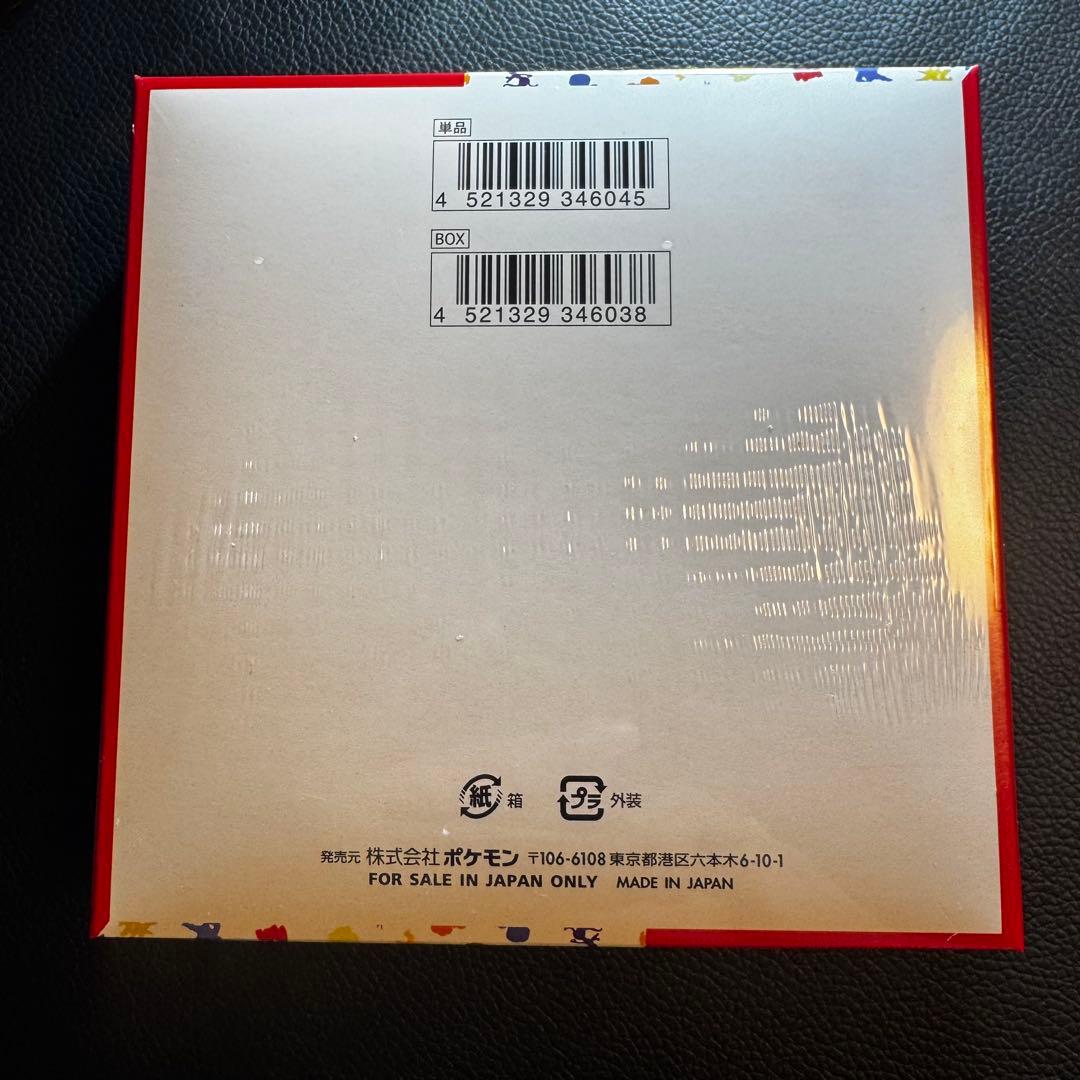 単品
4 521329 346045
BOX
4 521329 346038
紙 箱 プラ 外装
発売元 株式会社ポケモン 〒106-6108 東京都港区六本木6-10-1
FOR SALE IN JAPAN ONLY MADE IN JAPAN